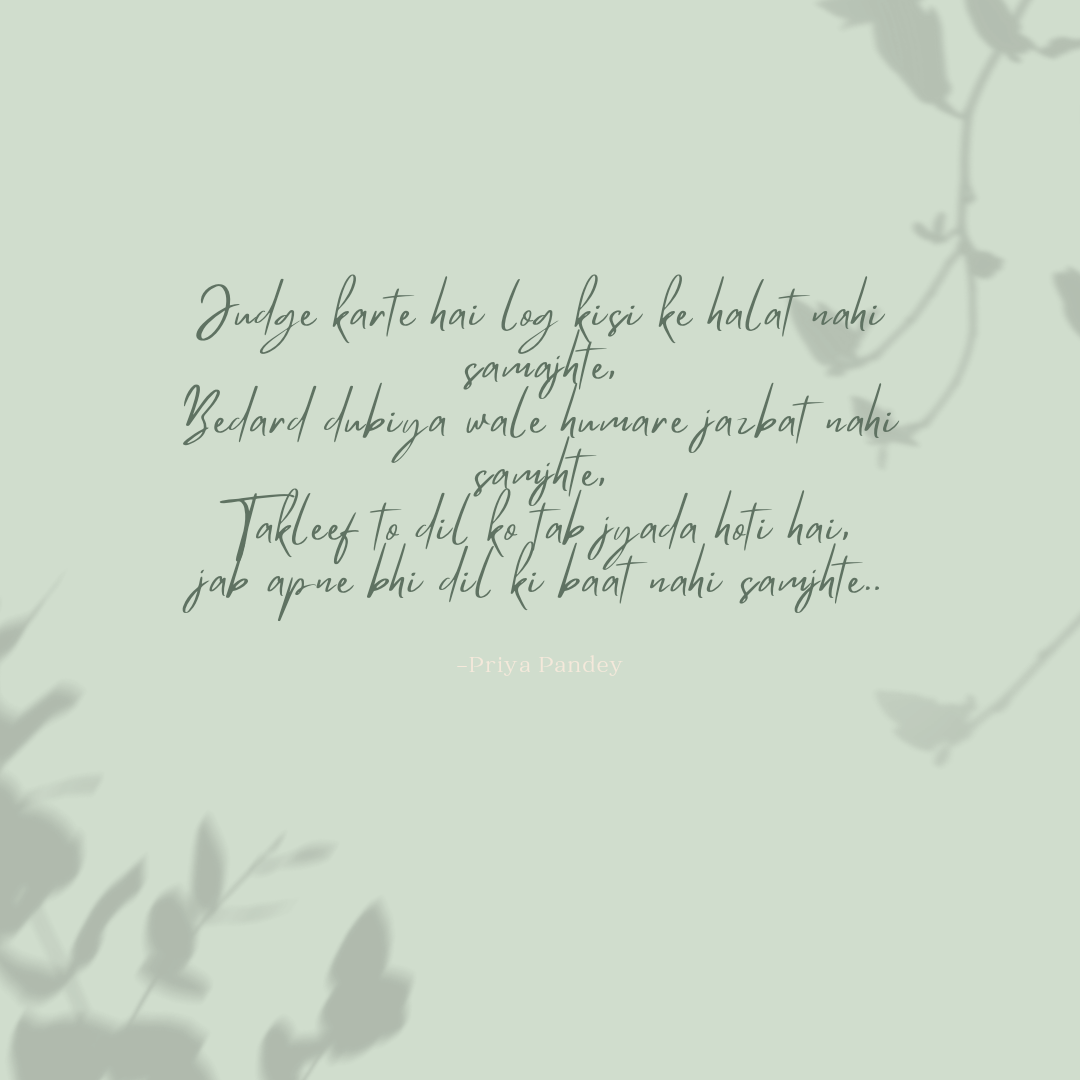 Judge karte hai log kisi ke halat nahi
samajhte,
Bedard dubiya wale humare jazbat nahi
samjhte,
Takleef to dil ko tab jyada hoti hai,
jab apne bhi dil ki baat nahi samjhte..
-Priya Pandey